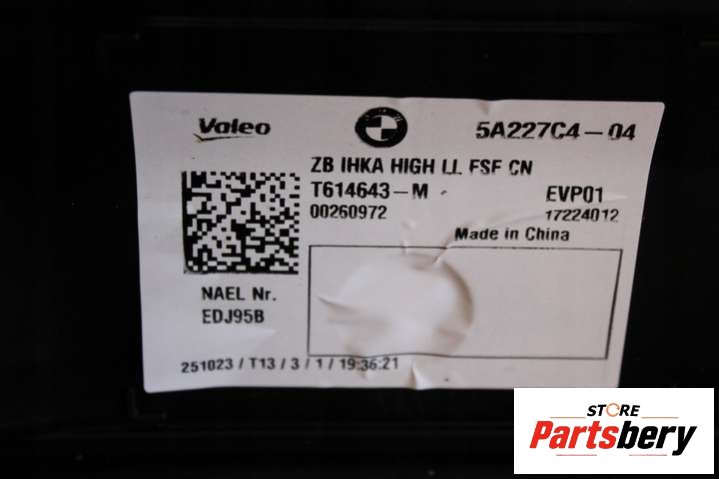 Valeo
5A227C4-04
ZB IHKA HIGH LL FSF CN
T614643-M
EVP01
00260972
17224012
Made in China
NAEL Nr.
EDJ95B
251023 / T13 / 3 / 1 / 19:36:21
STORE
Partsbery